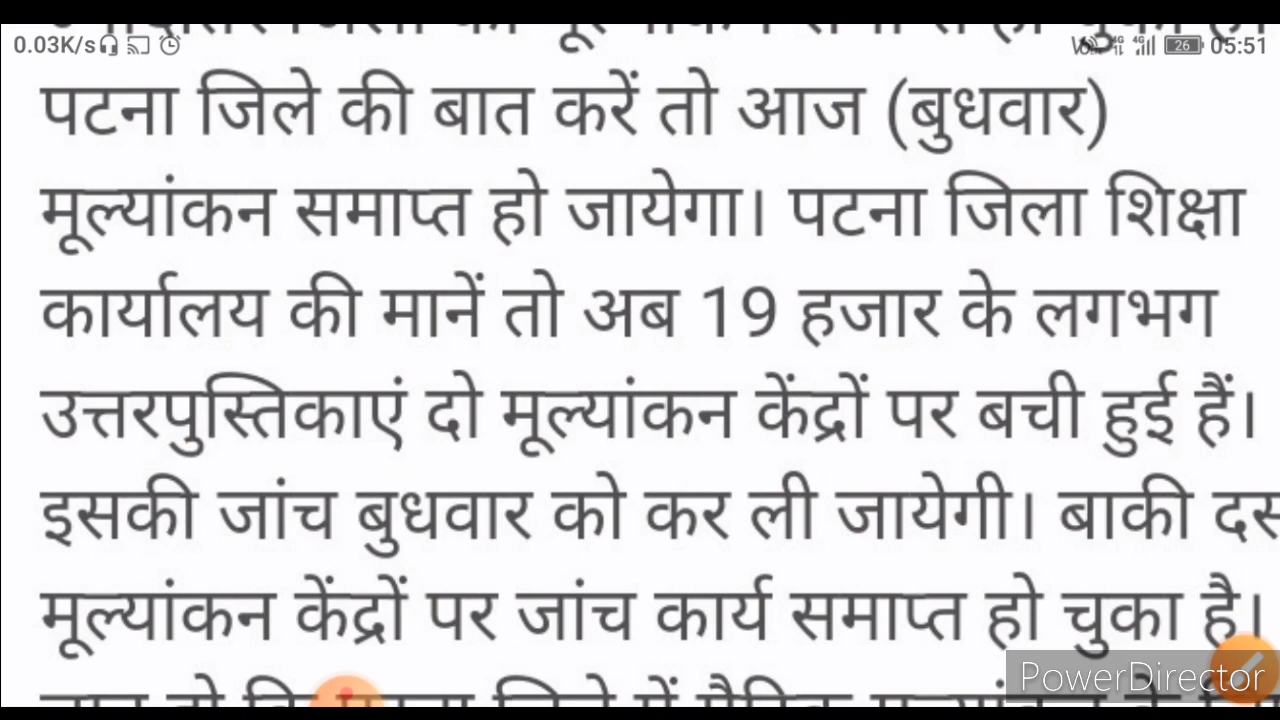 0.03K/s 26 05:51
पटना जिले की बात करें तो आज (बुधवार)
मूल्यांकन समाप्त हो जायेगा। पटना जिला शिक्षा
कार्यालय की मानें तो अब 19 हजार के लगभग
उत्तरपुस्तिकाएं दो मूल्यांकन केंद्रों पर बची हुई हैं।
इसकी जांच बुधवार को कर ली जायेगी। बाकी दस
मूल्यांकन केंद्रों पर जांच कार्य समाप्त हो चुका है।
PowerDirector